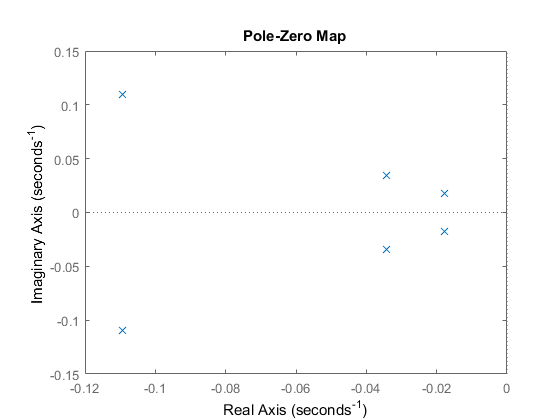 Pole-Zero Map
0.15
0.1
0.05
0
-0.05
-0.1
-0.15
Imaginary Axis (seconds⁻¹)
-0.12 -0.1 -0.08 -0.06 -0.04 -0.02 0
Real Axis (seconds⁻¹)